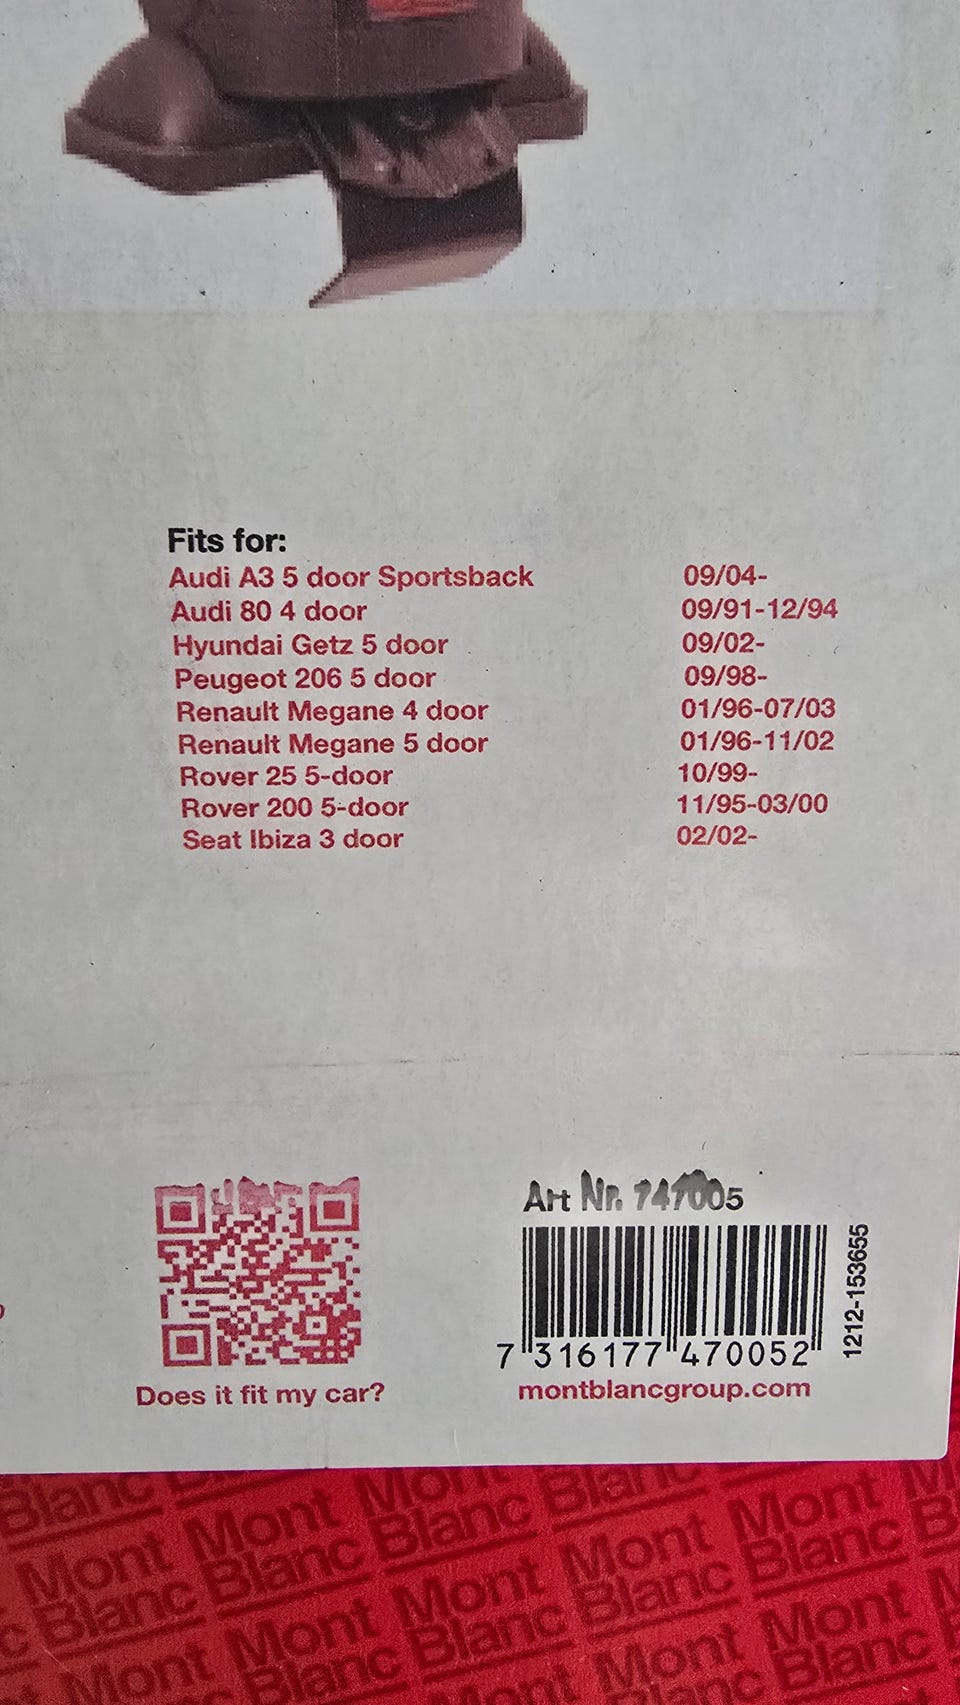 Fits for:
Audi A3 5 door Sportsback 09/04-
Audi 80 4 door 09/91-12/94
Hyundai Getz 5 door 09/02-
Peugeot 206 5 door 09/98-
Renault Megane 4 door 01/96-07/03
Renault Megane 5 door 01/96-11/02
Rover 25 5-door 10/99-
Rover 200 5-door 11/95-03/00
Seat Ibiza 3 door 02/02-
Art Nr. 747005
1212-153655
7 316177 470052
Does it fit my car?
montblancgroup.com
Mont Blanc